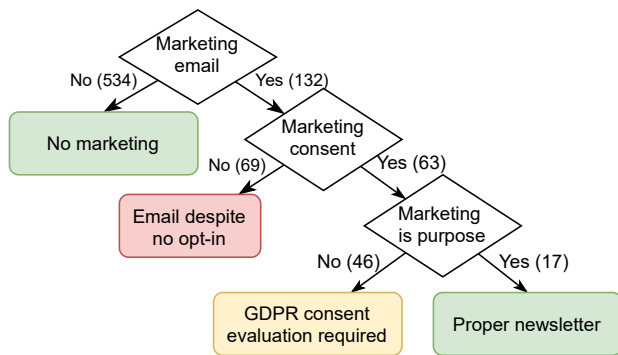 Marketing
email
No (534)
Yes (132)
No marketing
Marketing
consent
No (69)
Yes (63)
Email despite
no opt-in
Marketing
is purpose
No (46)
Yes (17)
GDPR consent
evaluation required
Proper newsletter